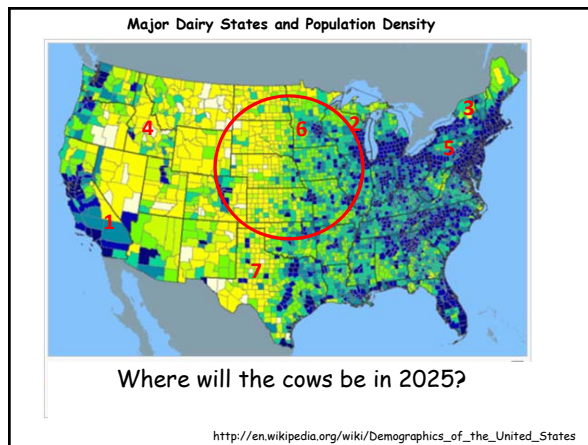 Major Dairy States and Population Density
3
2
6
4
5
1
7
Where will the cows be in 2025?
http://en.wikipedia.org/wiki/Demographics_of_the_United_States